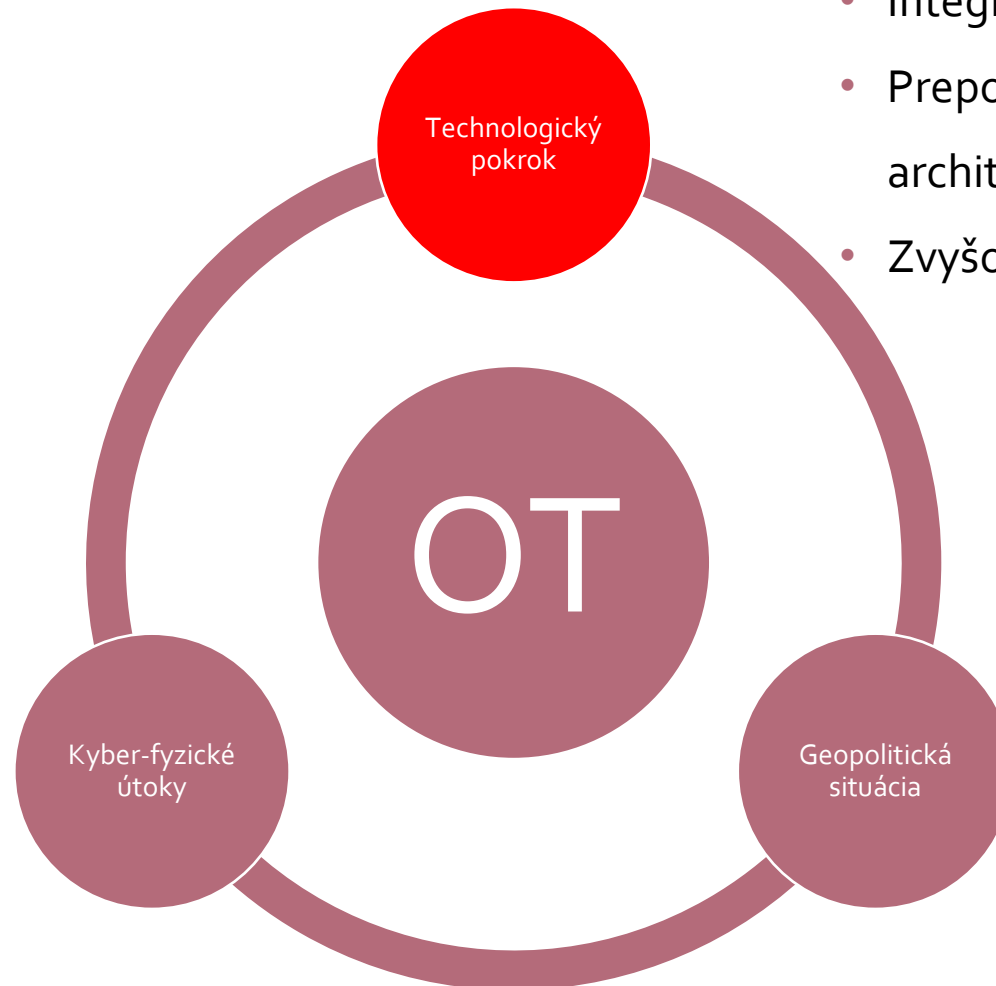 Technologický
pokrok
OT
Kyber-fyzické
útoky
Geopolitická
situácia